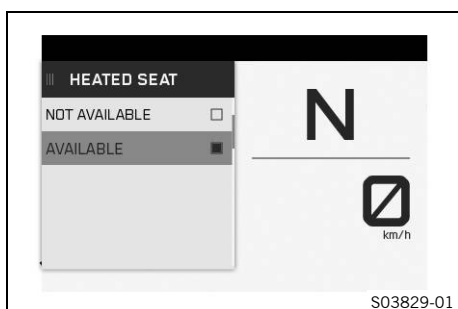 HEATED SEAT
NOT AVAILABLE
AVAILABLE
N
0
km/h
S03829-01